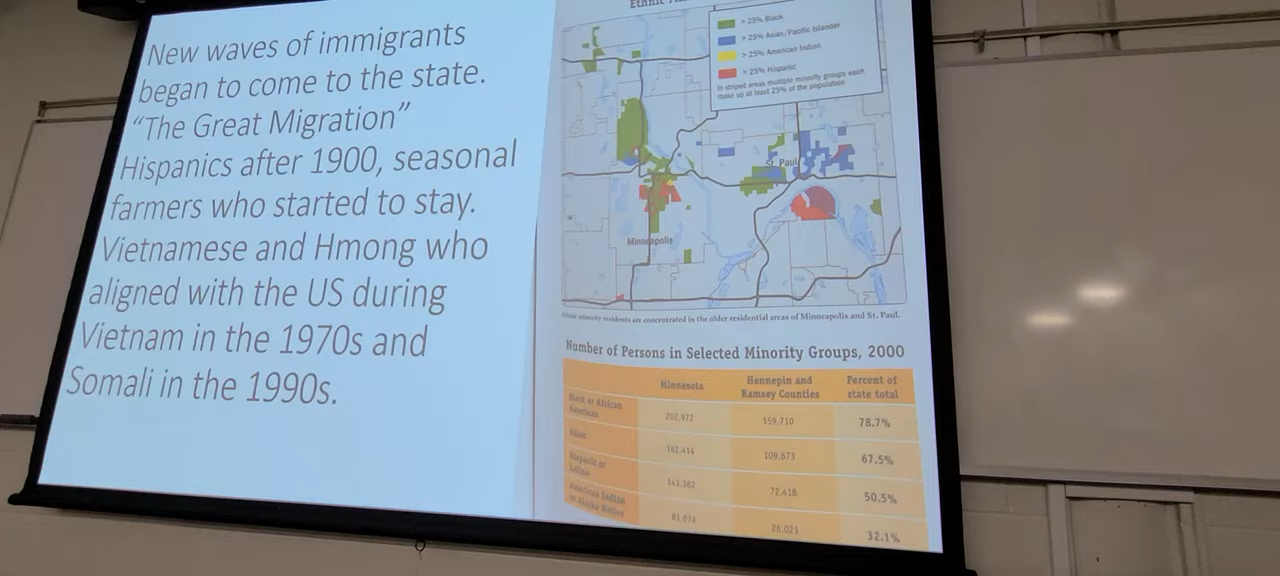 New waves of immigrants
began to come to the state.
"The Great Migration"
Hispanics after 1900, seasonal
farmers who started to stay.
Vietnamese and Hmong who
aligned with the US during
Vietnam in the 1970s and
Somali in the 1990s.
Ethnic
> 25% Black
> 25% Asian/Pacific Islander
> 25% American Indian
> 25% Hispanic
In striped areas multiple minority groups each
make up at least 25% of the population
St. Paul
Minneapolis
Ethnic minority residents are concentrated in the older residential areas of Minneapolis and St. Paul.
Number of Persons in Selected Minority Groups, 2000
Minnesota
Hennepin and
Ramsey Counties
Percent of
state total
Black or African
American
202,972
159,710
78.7%
Asian
162,414
109,673
67.5%
Hispanic or
Latino
143,382
72,418
50.5%
American Indian
or Alaska Native
81,074
26,021
32.1%